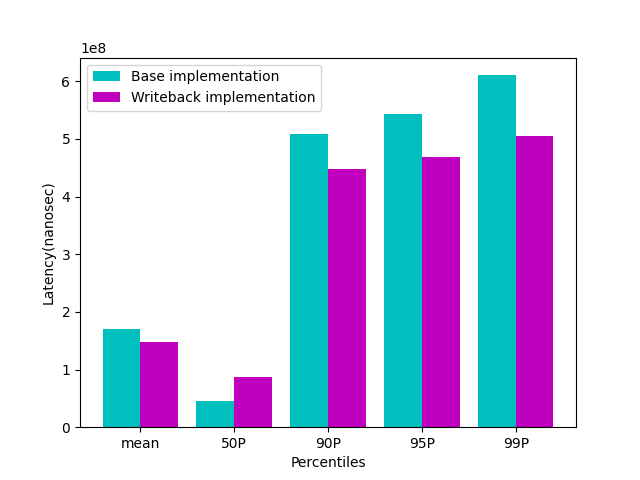 1e8
Base implementation
Writeback implementation
6
5
4
3
2
1
0
Latency(nanosec)
mean 50P 90P 95P 99P
Percentiles